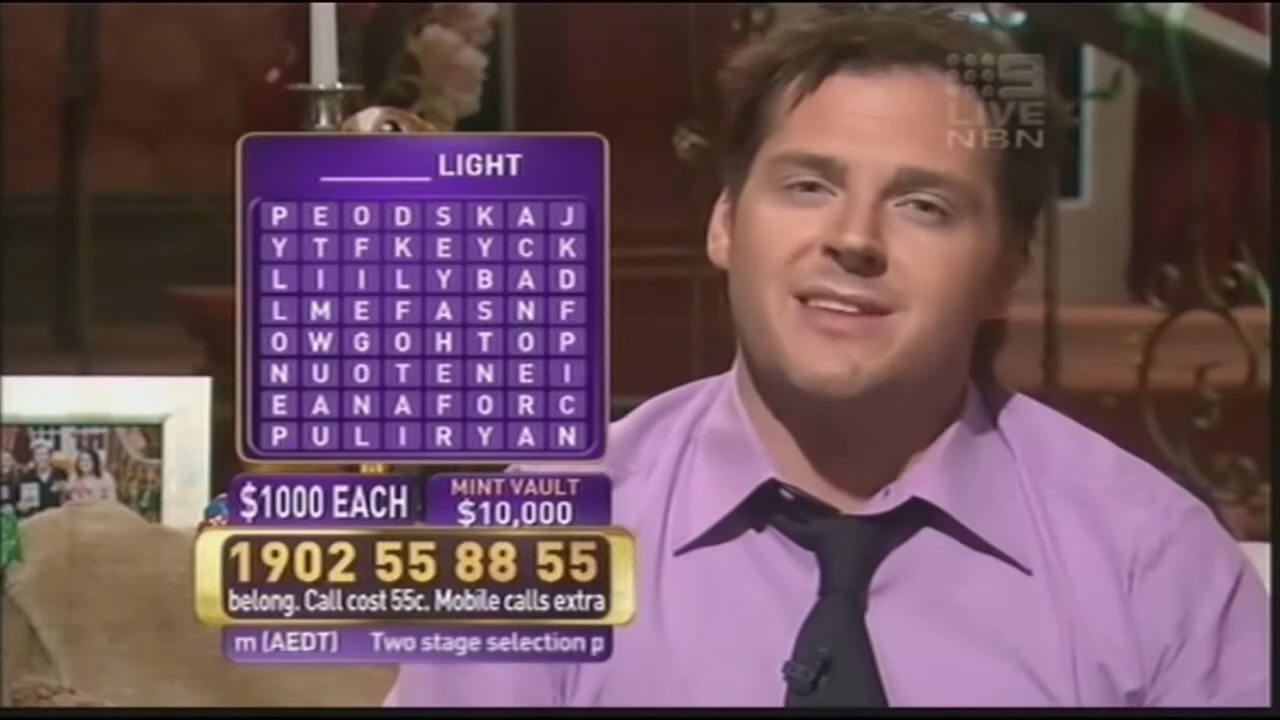 9
LIVE
NBN
______ LIGHT
P E O D S K A J
Y T F K E Y C K
L I I L Y B A D
L M E F A S N F
O W G O H T O P
N U O T E N E I
E A N A F O R C
P U L I R Y A N
$1000 EACH
MINT VAULT
$10,000
1902 55 88 55
belong. Call cost 55c. Mobile calls extra
m (AEDT) Two stage selection p